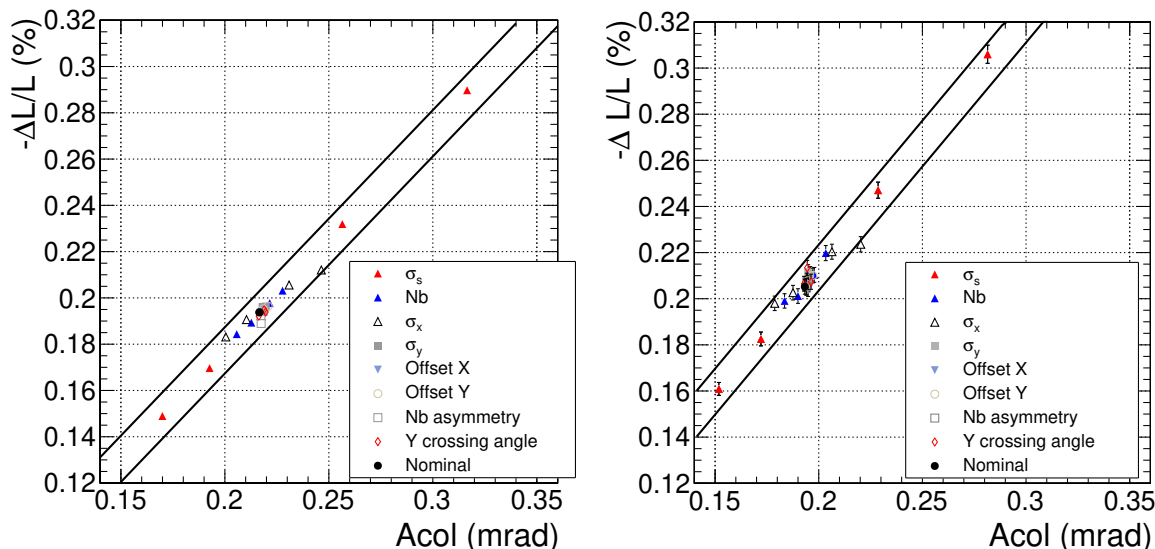 -ΔL/L (%)
0.32
0.3
0.28
0.26
0.24
0.22
0.2
0.18
0.16
0.14
0.12
0.15
0.2
0.25
0.3
0.35
Acol (mrad)
σs
Nb
σx
σy
Offset X
Offset Y
Nb asymmetry
Y crossing angle
Nominal
-Δ L/L (%)
0.32
0.3
0.28
0.26
0.24
0.22
0.2
0.18
0.16
0.14
0.12
0.15
0.2
0.25
0.3
0.35
Acol (mrad)
σs
Nb
σx
σy
Offset X
Offset Y
Nb asymmetry
Y crossing angle
Nominal